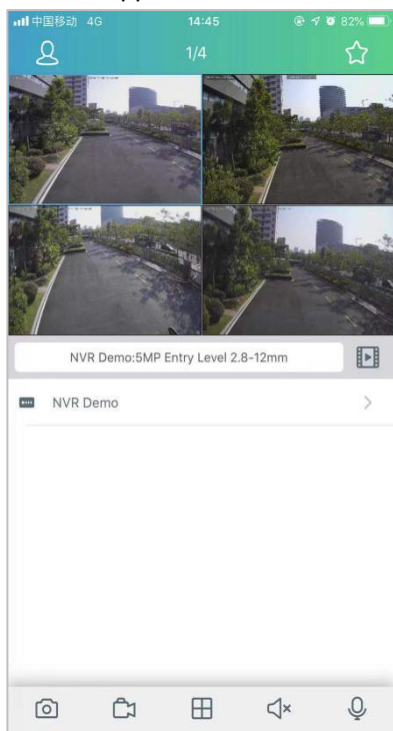 中国移动 4G 14:45 82%
1/4
NVR Demo:5MP Entry Level 2.8-12mm
NVR Demo